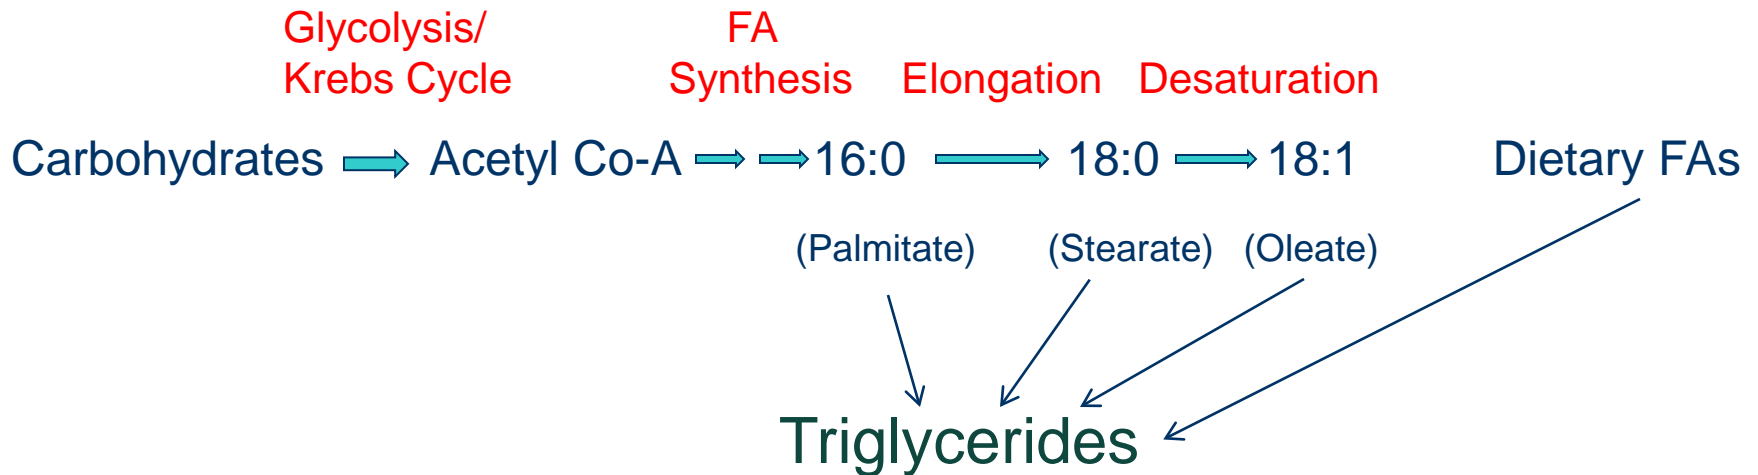 Glycolysis/
Krebs Cycle
FA
Synthesis
Elongation
Desaturation
Carbohydrates
Acetyl Co-A
16:0
18:0
18:1
Dietary FAs
(Palmitate)
(Stearate)
(Oleate)
Triglycerides